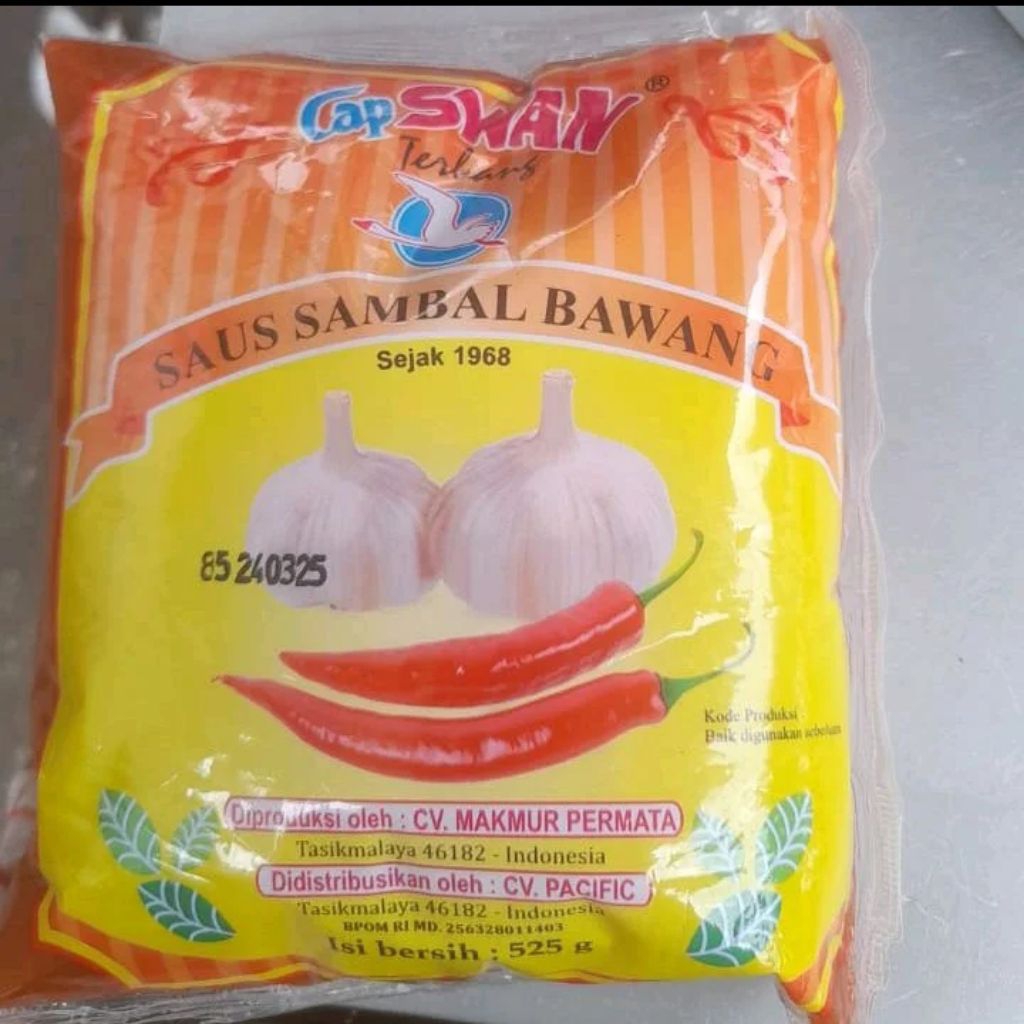 Cap SWAN ®
Terbang
SAUS SAMBAL BAWANG
Sejak 1968
85 240325
Kode Produksi
Baik digunakan sebelum
Diproduksi oleh : CV. MAKMUR PERMATA
Tasikmalaya 46182 - Indonesia
Didistribusikan oleh : CV. PACIFIC
Tasikmalaya 46182 - Indonesia
BPOM RI MD. 256328011403
Isi bersih : 525 g